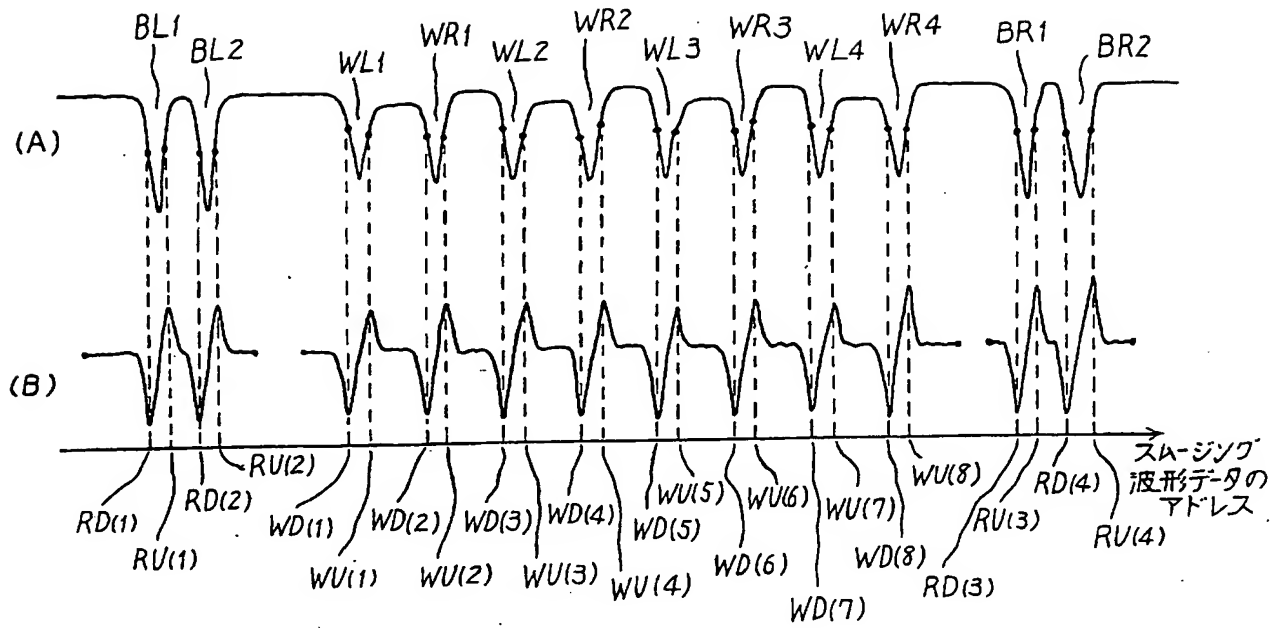 BL1
BL2
WL1
WR1
WL2
WR2
WL3
WR3
WL4
WR4
BR1
BR2
(A)
(B)
スムージング
波形データの
アドレス
RD(1)
RU(1)
RD(2)
RU(2)
WD(1)
WU(1)
WD(2)
WU(2)
WD(3)
WU(3)
WD(4)
WU(4)
WD(5)
WU(5)
WD(6)
WU(6)
WD(7)
WU(7)
WD(8)
WU(8)
RD(3)
RU(3)
RD(4)
RU(4)